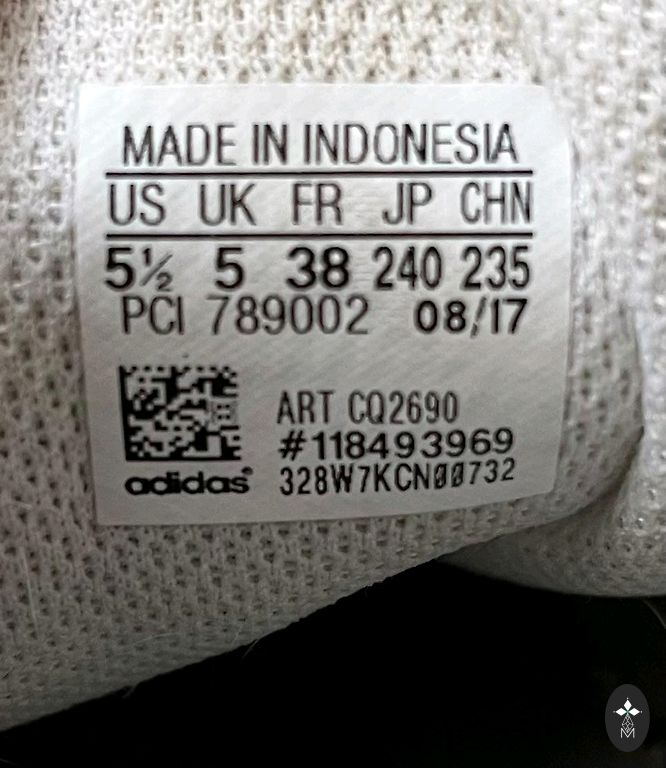 MADE IN INDONESIA
US UK FR JP CHN
5½ 5 38 240 235
PCI 789002 08/17
ART CQ2690
#118493969
adidas® 328W7KCN00732
M